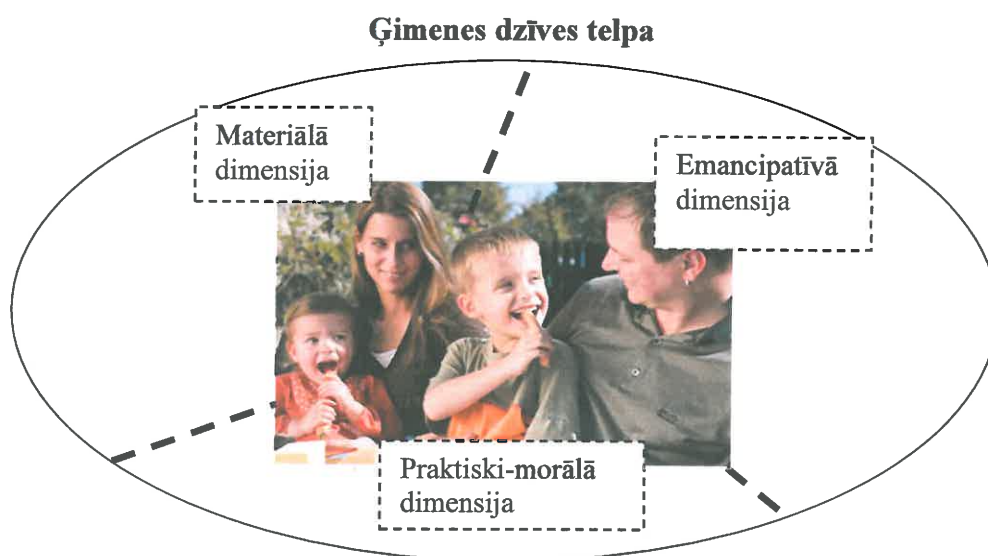 Ģimenes dzīves telpa
Materiālā
dimensija
Emancipatīvā
dimensija
Praktiski-morālā
dimensija